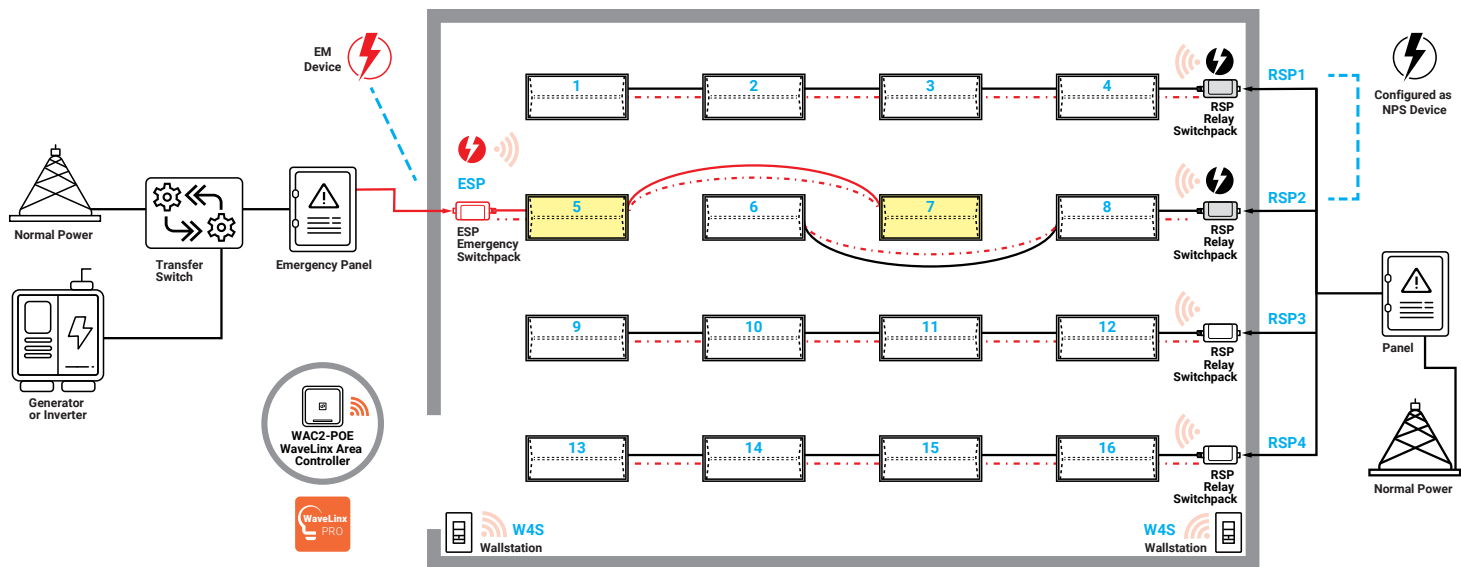 EM
Device
Normal Power
Transfer
Switch
Emergency Panel
Generator
or Inverter
WAC2-POE
WaveLinx Area
Controller
WaveLinx
PRO
ESP
ESP
Emergency
Switchpack
1
2
3
4
RSP
Relay
Switchpack
RSP1
5
6
7
8
RSP
Relay
Switchpack
RSP2
9
10
11
12
RSP
Relay
Switchpack
RSP3
13
14
15
16
RSP
Relay
Switchpack
RSP4
W4S
Wallstation
W4S
Wallstation
Configured as
NPS Device
Panel
Normal Power